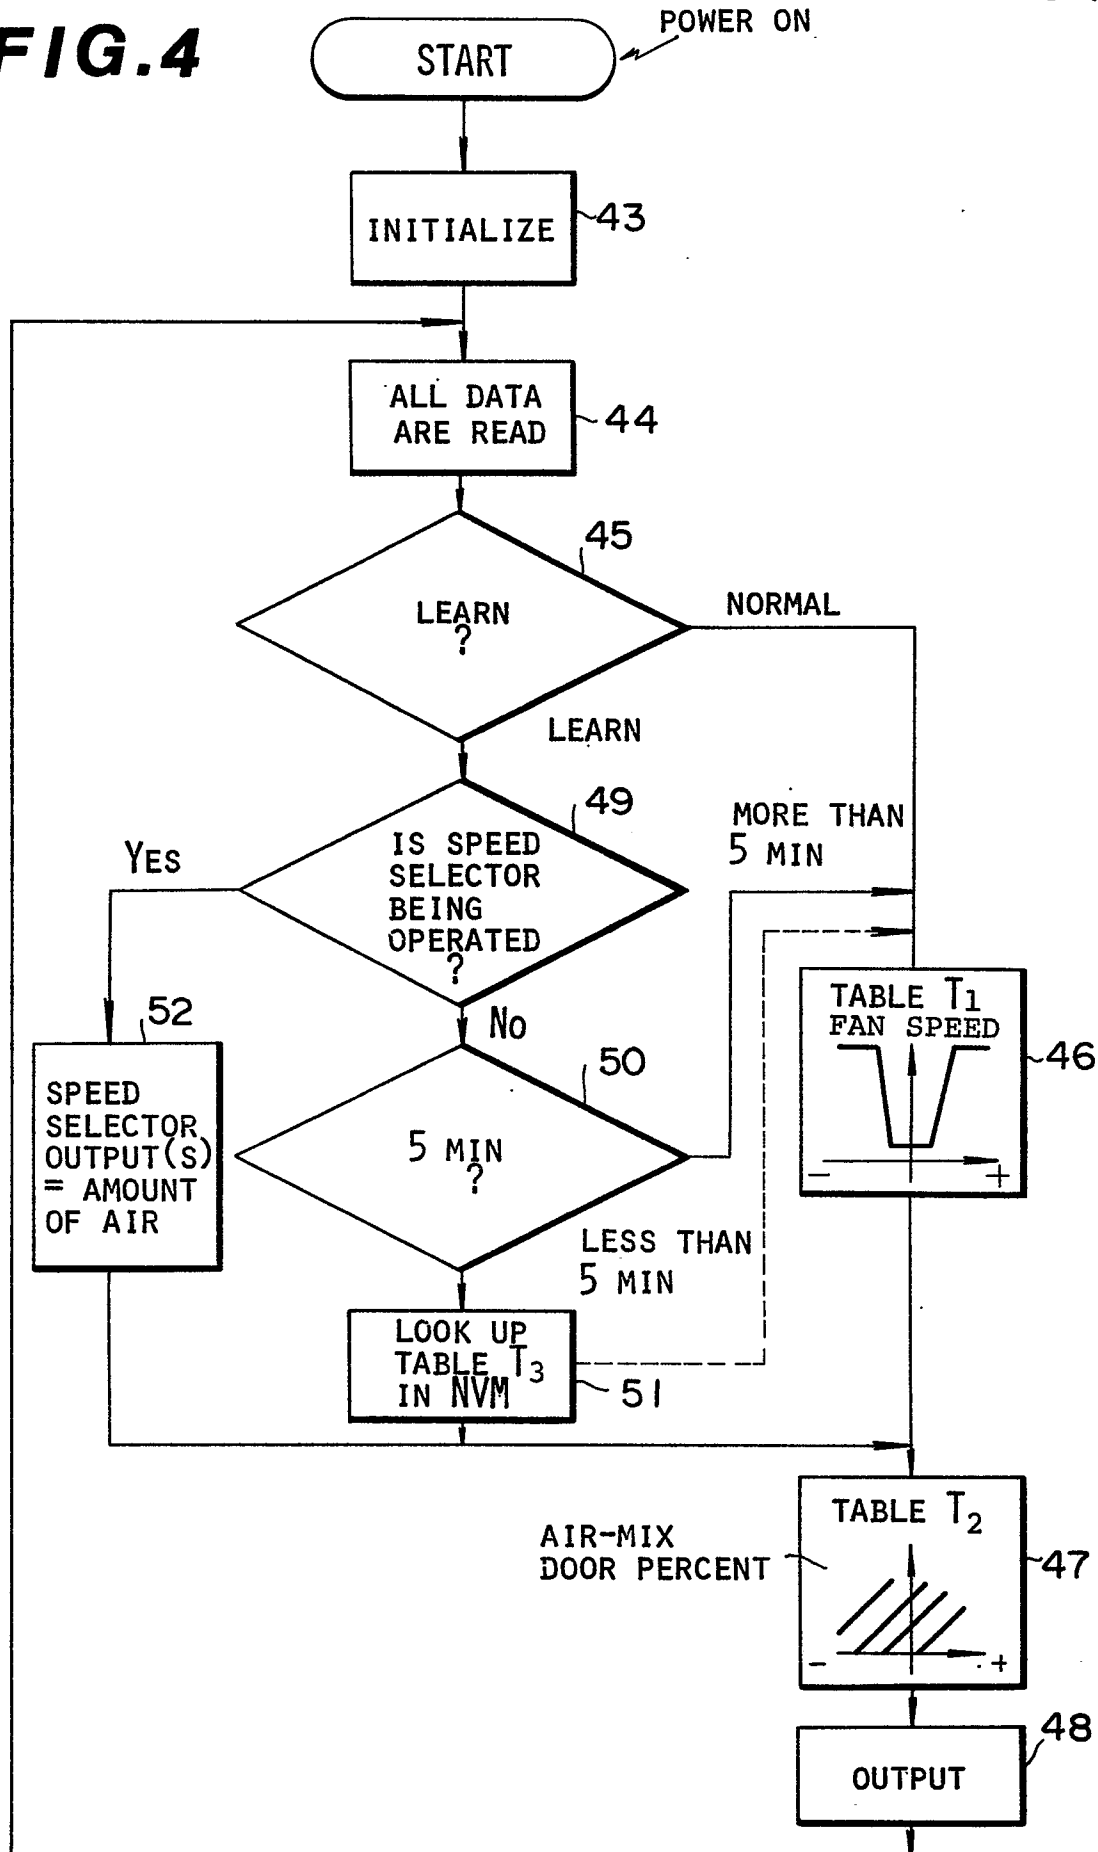 FIG.4
POWER ON
START
INITIALIZE
43
ALL DATA
ARE READ
44
45
LEARN
?
NORMAL
LEARN
49
IS SPEED
SELECTOR
BEING
OPERATED
?
YES
MORE THAN
5 MIN
No
52
SPEED
SELECTOR
OUTPUT(S)
= AMOUNT
OF AIR
50
5 MIN
?
TABLE T1
FAN SPEED
- +
46
LESS THAN
5 MIN
LOOK UP
TABLE T3
IN NVM
51
TABLE T2
AIR-MIX
DOOR PERCENT
- +
47
48
OUTPUT